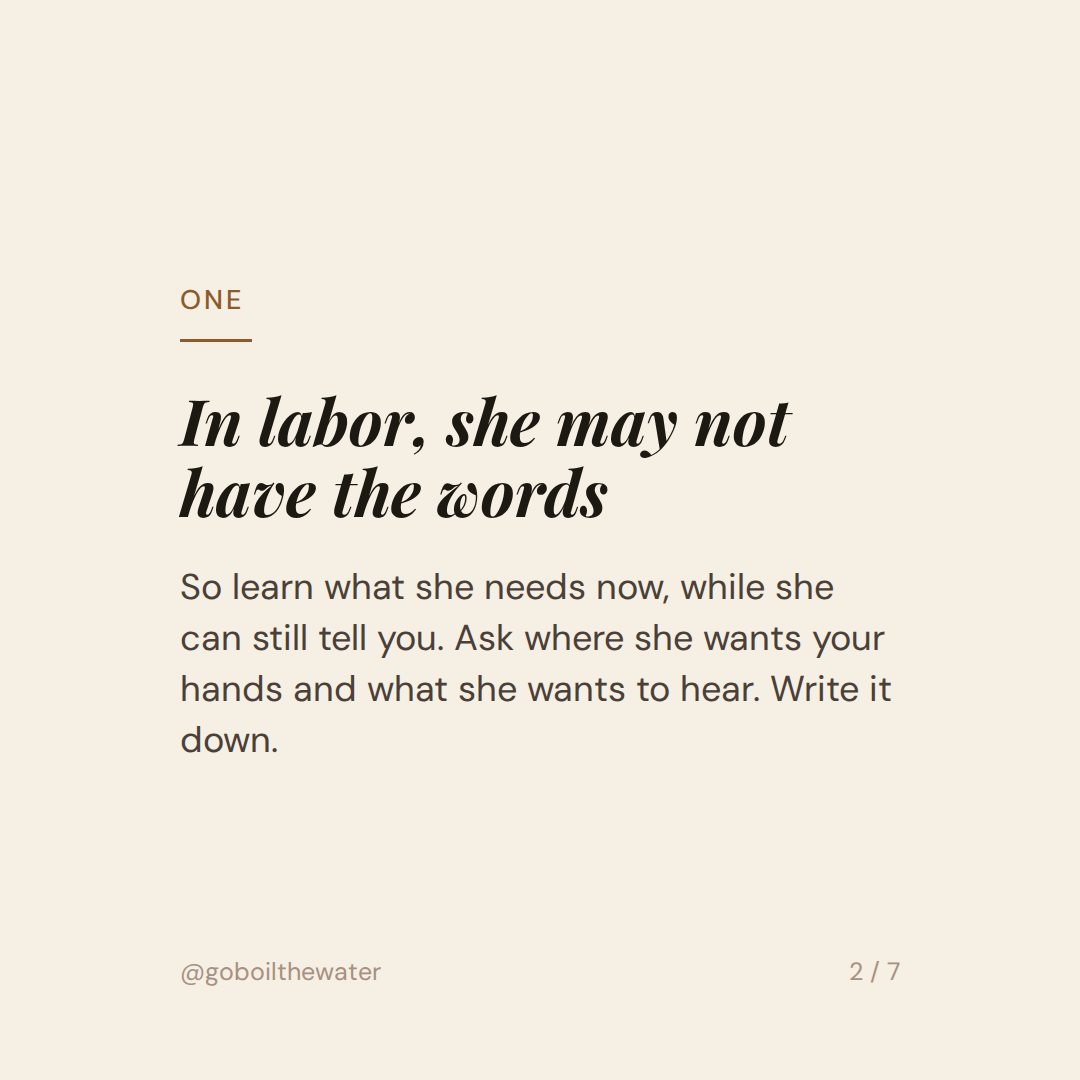 ONE
In labor, she may not
have the words
So learn what she needs now, while she
can still tell you. Ask where she wants your
hands and what she wants to hear. Write it
down.
@goboilthewater
2 / 7